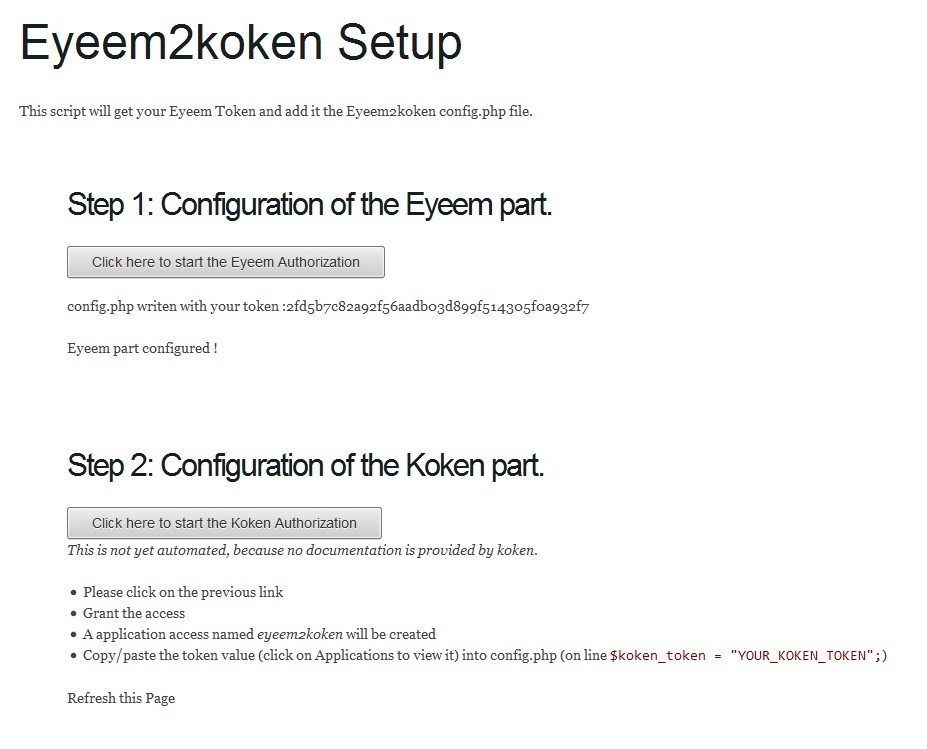 Eyeem2koken Setup
This script will get your Eyeem Token and add it the Eyeem2koken config.php file.
Step 1: Configuration of the Eyeem part.
Click here to start the Eyeem Authorization
config.php writen with your token :2fd5b7c82a92f56aadb03d899f514305f0a932f7
Eyeem part configured !
Step 2: Configuration of the Koken part.
Click here to start the Koken Authorization
This is not yet automated, because no documentation is provided by koken.
• Please click on the previous link
• Grant the access
• A application access named eyeem2koken will be created
• Copy/paste the token value (click on Applications to view it) into config.php (on line $koken_token = "YOUR_KOKEN_TOKEN";)
Refresh this Page